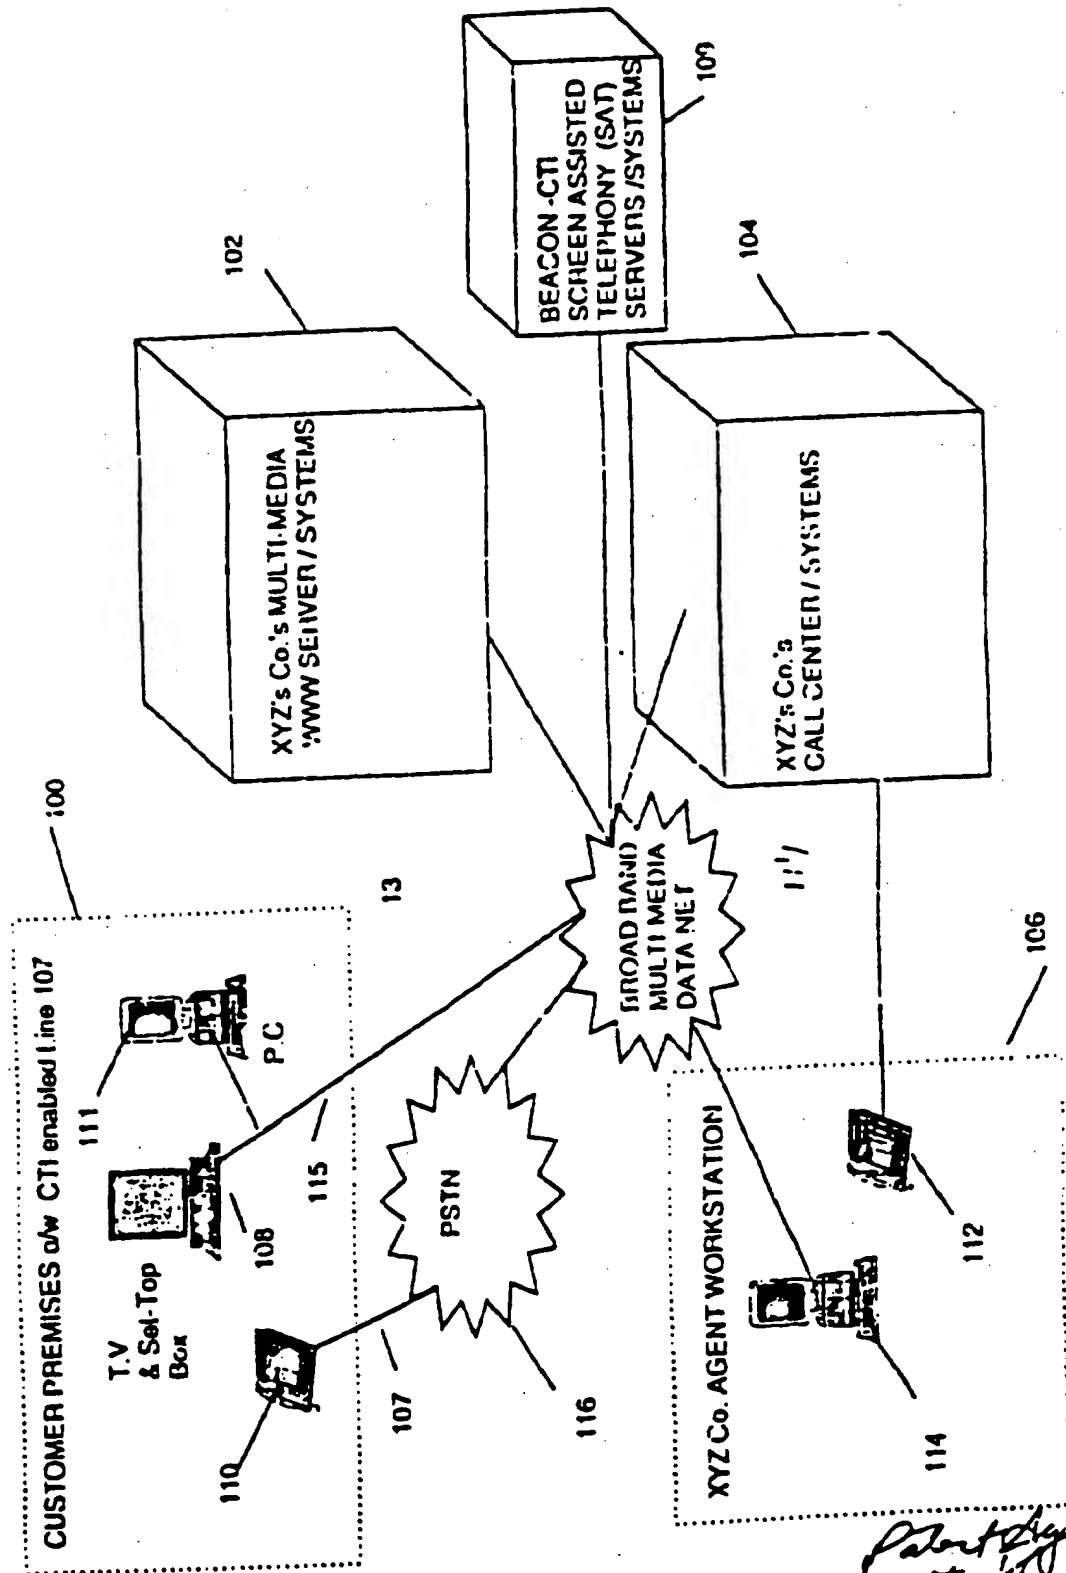 CUSTOMER PREMISES o/w CTI enabled Line 107
100
111
P.C
T.V
& Set-Top
Box
108
110
115
107
13
PSTN
116
XYZ's Co.'s MULTI-MEDIA
WWW SERVER / SYSTEMS
102
BEACON -CTI
SCREEN ASSISTED
TELEPHONY (SAT)
SERVERS /SYSTEMS
109
BROAD BAND
MULTI MEDIA
DATA NET
XYZ's Co.'s
CALL CENTER / SYSTEMS
104
XYZ Co. AGENT WORKSTATION
106
112
114
Patent